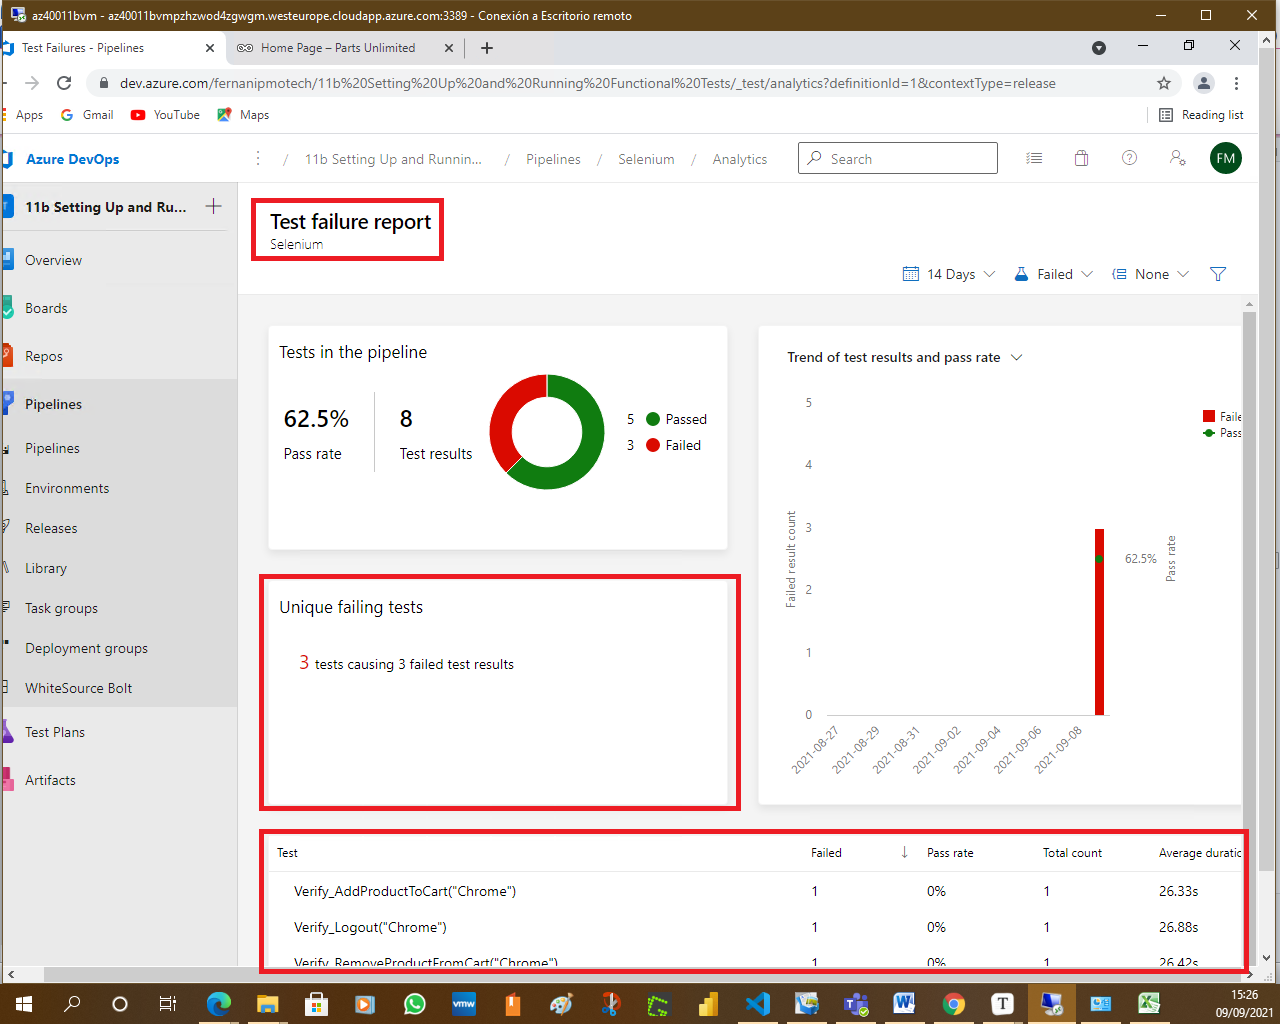 az40011bvm - az40011bvmpzhzwod4zgwgm.westeurope.cloudapp.azure.com:3389 - Conexión a Escritorio remoto
Test Failures - Pipelines
Home Page – Parts Unlimited
dev.azure.com/fernanipmotech/11b%20Setting%20Up%20and%20Running%20Functional%20Tests/_test/analytics?definitionId=1&contextType=release
Apps
Gmail
YouTube
Maps
Reading list
Azure DevOps
/ 11b Setting Up and Runnin... / Pipelines / Selenium / Analytics
Search
FM
11b Setting Up and Ru...
Overview
Boards
Repos
Pipelines
Pipelines
Environments
Releases
Library
Task groups
Deployment groups
WhiteSource Bolt
Test Plans
Artifacts
Test failure report
Selenium
14 Days
Failed
None
Tests in the pipeline
62.5%
Pass rate
8
Test results
5 Passed
3 Failed
Trend of test results and pass rate
Faile
Pass
5
4
3
2
1
0
Failed result count
62.5%
Pass rate
2021-08-27
2021-08-29
2021-08-31
2021-09-02
2021-09-04
2021-09-06
2021-09-08
Unique failing tests
3 tests causing 3 failed test results
Test Failed Pass rate Total count Average duratio
Verify_AddProductToCart("Chrome") 1 0% 1 26.33s
Verify_Logout("Chrome") 1 0% 1 26.88s
Verify_RemoveProductFromCart("Chrome") 1 0% 1 26.42s
vmw
15:26
09/09/2021